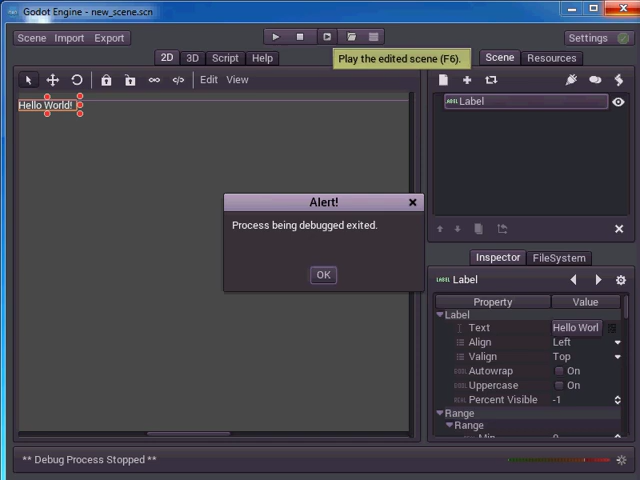 Godot Engine - new_scene.scn
Scene Import Export
Settings
2D 3D Script Help
Play the edited scene (F6).
Scene Resources
Edit View
Hello World!
Label
Alert!
Process being debugged exited.
OK
Inspector FileSystem
Label
Property Value
Label
Text Hello Worl
Align Left
Valign Top
Autowrap On
Uppercase On
Percent Visible -1
Range
Range
** Debug Process Stopped **